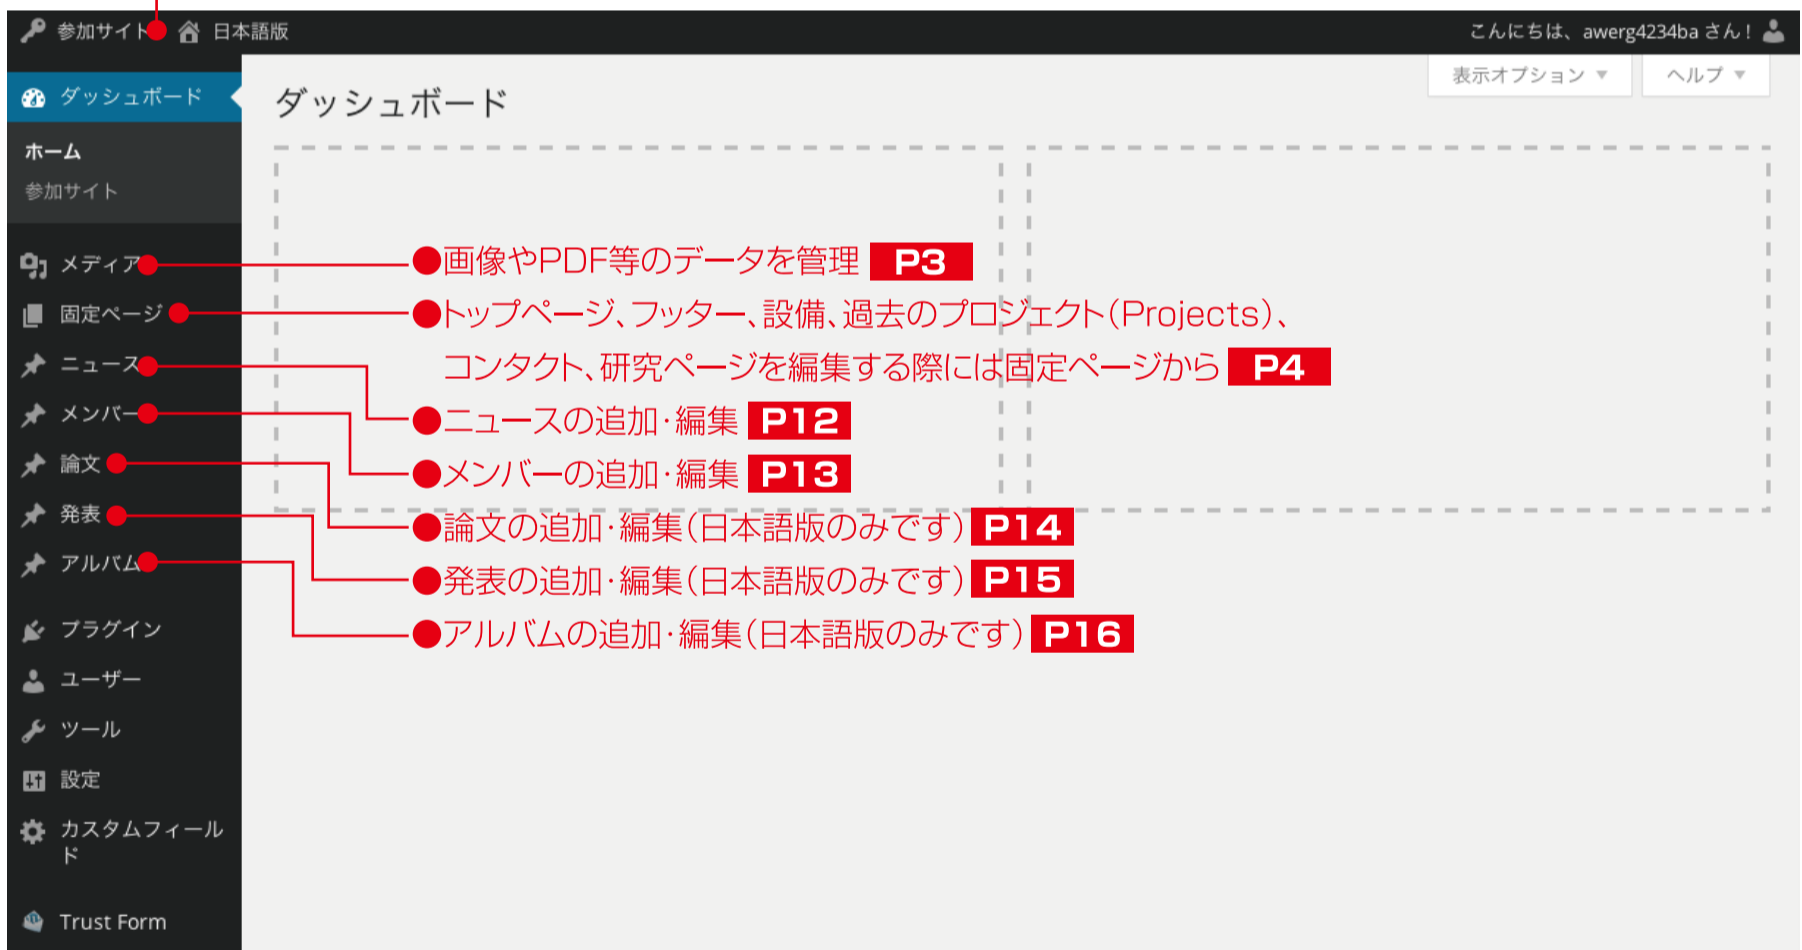 参加サイト 日本語版 こんにちは、awerg4234ba さん！
表示オプション ▼ ヘルプ ▼
ダッシュボード
ホーム
参加サイト
メディア
固定ページ
ニュース
メンバー
論文
発表
アルバム
プラグイン
ユーザー
ツール
設定
カスタムフィール
ド
Trust Form
ダッシュボード
●画像やPDF等のデータを管理 P3
●トップページ、フッター、設備、過去のプロジェクト（Projects）、
コンタクト、研究ページを編集する際には固定ページから P4
●ニュースの追加・編集 P12
●メンバーの追加・編集 P13
●論文の追加・編集（日本語版のみです） P14
●発表の追加・編集（日本語版のみです） P15
●アルバムの追加・編集（日本語版のみです） P16